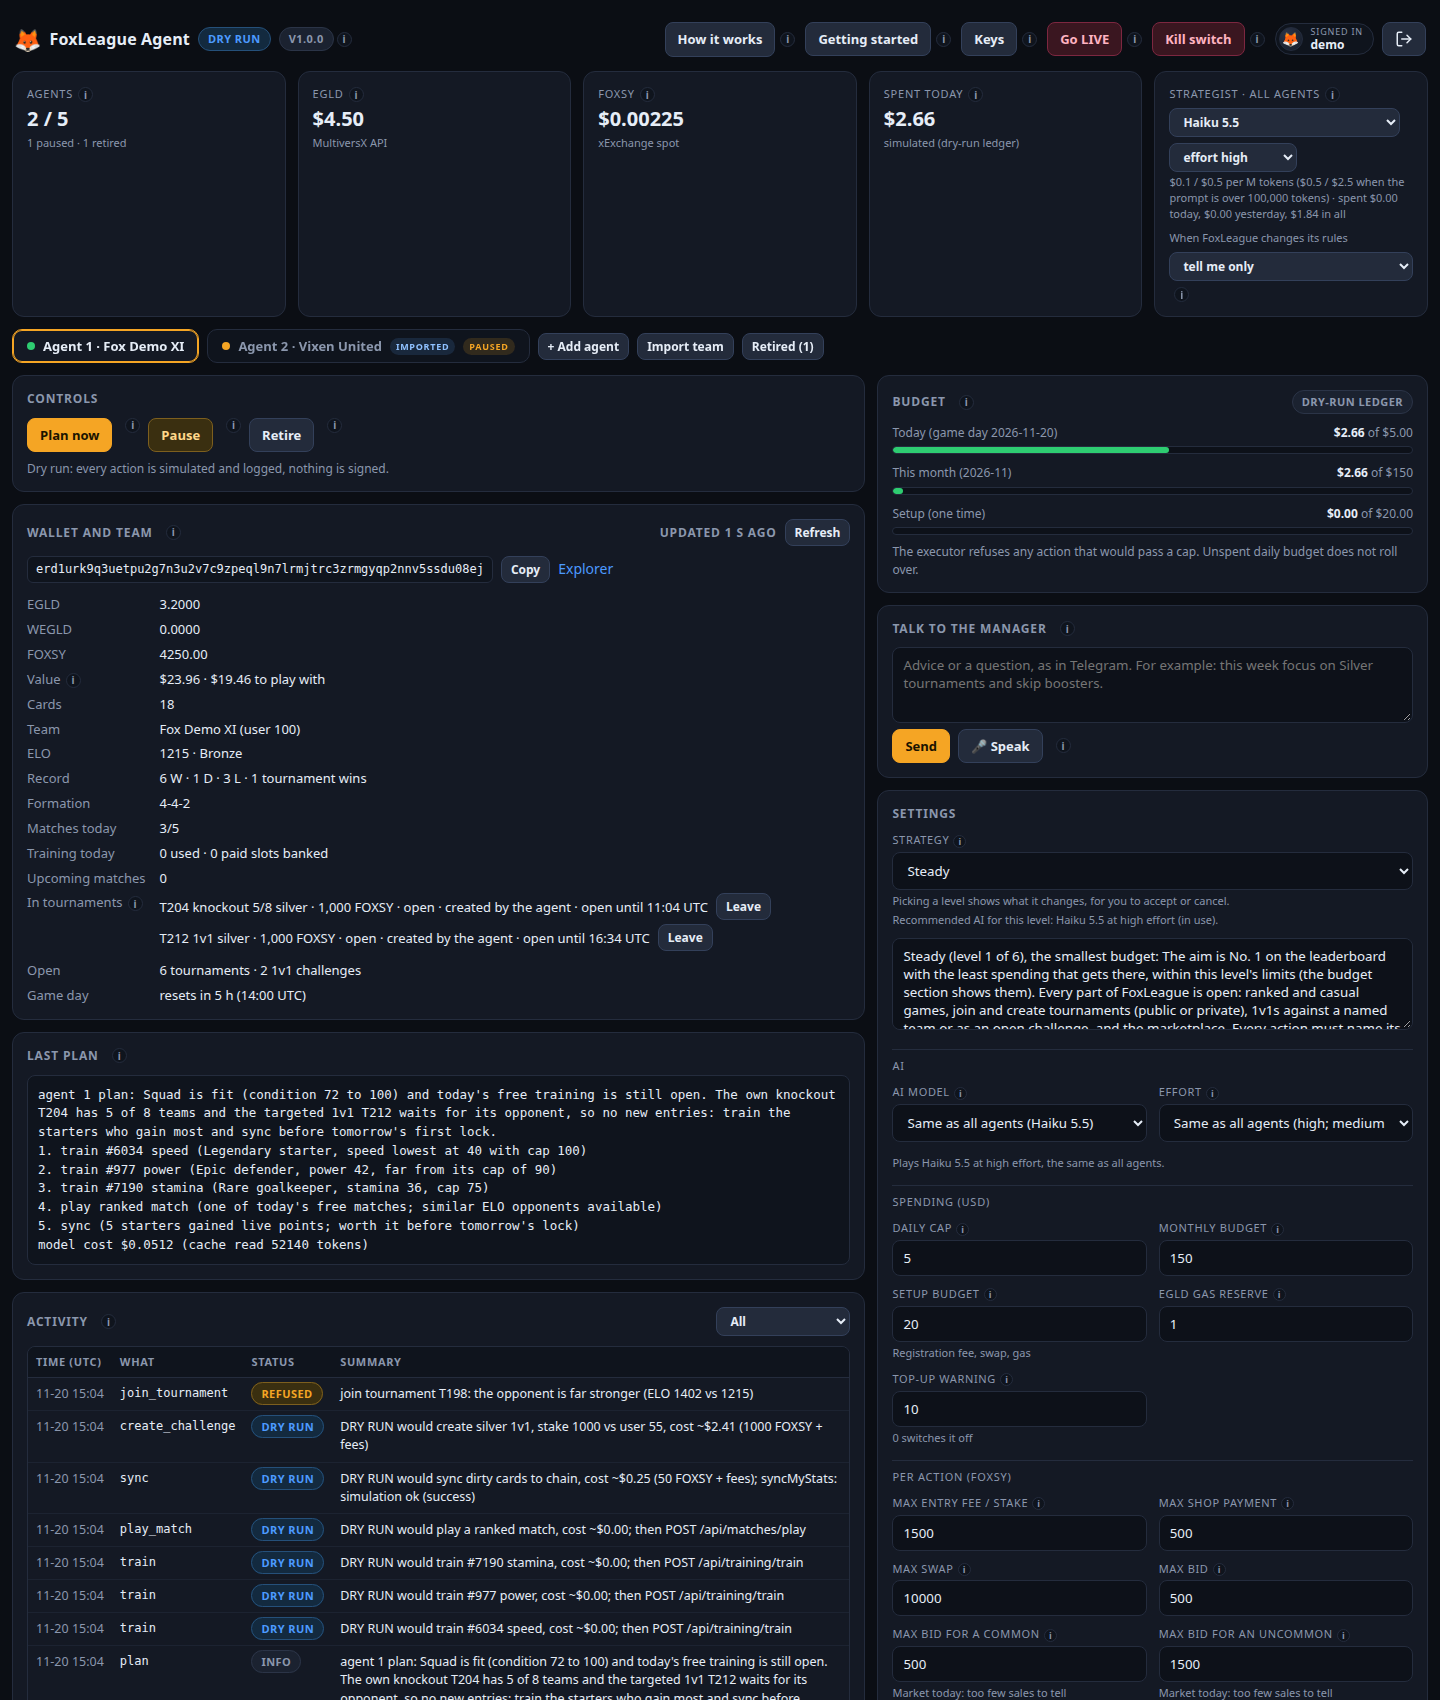 FoxLeague Agent DRY RUN V1.0.0 i
How it works i Getting started i Keys i Go LIVE i Kill switch i SIGNED IN demo
AGENTS i
2 / 5
1 paused · 1 retired
EGLD i
$4.50
MultiversX API
FOXSY i
$0.00225
xExchange spot
SPENT TODAY i
$2.66
simulated (dry-run ledger)
STRATEGIST · ALL AGENTS i
Haiku 5.5
effort high
$0.1 / $0.5 per M tokens ($0.5 / $2.5 when the
prompt is over 100,000 tokens) · spent $0.00
today, $0.00 yesterday, $1.84 in all
When FoxLeague changes its rules
tell me only
i
Agent 1 · Fox Demo XI Agent 2 · Vixen United IMPORTED PAUSED + Add agent Import team Retired (1)
CONTROLS
Plan now i Pause i Retire i
Dry run: every action is simulated and logged, nothing is signed.
WALLET AND TEAM i UPDATED 1 S AGO Refresh
erd1urk9q3uetpu2g7n3u2v7c9zpeql9n7lrmjtrc3zrmgyqp2nnv5ssdu08ej Copy Explorer
EGLD 3.2000
WEGLD 0.0000
FOXSY 4250.00
Value i $23.96 · $19.46 to play with
Cards 18
Team Fox Demo XI (user 100)
ELO 1215 · Bronze
Record 6 W · 1 D · 3 L · 1 tournament wins
Formation 4-4-2
Matches today 3/5
Training today 0 used · 0 paid slots banked
Upcoming matches 0
In tournaments i T204 knockout 5/8 silver · 1,000 FOXSY · open · created by the agent · open until 11:04 UTC Leave
T212 1v1 silver · 1,000 FOXSY · open · created by the agent · open until 16:34 UTC Leave
Open 6 tournaments · 2 1v1 challenges
Game day resets in 5 h (14:00 UTC)
LAST PLAN i
agent 1 plan: Squad is fit (condition 72 to 100) and today's free training is still open. The own knockout
T204 has 5 of 8 teams and the targeted 1v1 T212 waits for its opponent, so no new entries: train the
starters who gain most and sync before tomorrow's first lock.
1. train #6034 speed (Legendary starter, speed lowest at 40 with cap 100)
2. train #977 power (Epic defender, power 42, far from its cap of 90)
3. train #7190 stamina (Rare goalkeeper, stamina 36, cap 75)
4. play ranked match (one of today's free matches; similar ELO opponents available)
5. sync (5 starters gained live points; worth it before tomorrow's lock)
model cost $0.0512 (cache read 52140 tokens)
ACTIVITY i All
TIME (UTC) WHAT STATUS SUMMARY
11-20 15:04 join_tournament REFUSED join tournament T198: the opponent is far stronger (ELO 1402 vs 1215)
11-20 15:04 create_challenge DRY RUN DRY RUN would create silver 1v1, stake 1000 vs user 55, cost ~$2.41 (1000 FOXSY +
fees)
11-20 15:04 sync DRY RUN DRY RUN would sync dirty cards to chain, cost ~$0.25 (50 FOXSY + fees); syncMyStats:
simulation ok (success)
11-20 15:04 play_match DRY RUN DRY RUN would play a ranked match, cost ~$0.00; then POST /api/matches/play
11-20 15:04 train DRY RUN DRY RUN would train #7190 stamina, cost ~$0.00; then POST /api/training/train
11-20 15:04 train DRY RUN DRY RUN would train #977 power, cost ~$0.00; then POST /api/training/train
11-20 15:04 train DRY RUN DRY RUN would train #6034 speed, cost ~$0.00; then POST /api/training/train
11-20 15:04 plan INFO agent 1 plan: Squad is fit (condition 72 to 100) and today's free training is still open.
The own knockout T204 has 5 of 8 teams and the targeted 1v1 T212 waits for its
opponent, so no new entries: train the starters who gain most and sync before
BUDGET i DRY-RUN LEDGER
Today (game day 2026-11-20) $2.66 of $5.00
This month (2026-11) $2.66 of $150
Setup (one time) $0.00 of $20.00
The executor refuses any action that would pass a cap. Unspent daily budget does not roll
over.
TALK TO THE MANAGER i
Advice or a question, as in Telegram. For example: this week focus on Silver
tournaments and skip boosters.
Send Speak i
SETTINGS
STRATEGY i
Steady
Picking a level shows what it changes, for you to accept or cancel.
Recommended AI for this level: Haiku 5.5 at high effort (in use).
Steady (level 1 of 6), the smallest budget: The aim is No. 1 on the leaderboard
with the least spending that gets there, within this level's limits (the budget
section shows them). Every part of FoxLeague is open: ranked and casual
games, join and create tournaments (public or private), 1v1s against a named
team or as an open challenge, and the marketplace. Every action must name its
AI
AI MODEL i EFFORT i
Same as all agents (Haiku 5.5) Same as all agents (high; medium
Plays Haiku 5.5 at high effort, the same as all agents.
SPENDING (USD)
DAILY CAP i MONTHLY BUDGET i
5 150
SETUP BUDGET i EGLD GAS RESERVE i
20 1
Registration fee, swap, gas
TOP-UP WARNING i
10
0 switches it off
PER ACTION (FOXSY)
MAX ENTRY FEE / STAKE i MAX SHOP PAYMENT i
1500 500
MAX SWAP i MAX BID i
10000 500
MAX BID FOR A COMMON i MAX BID FOR AN UNCOMMON i
500 1500
Market today: too few sales to tell Market today: too few sales to tell